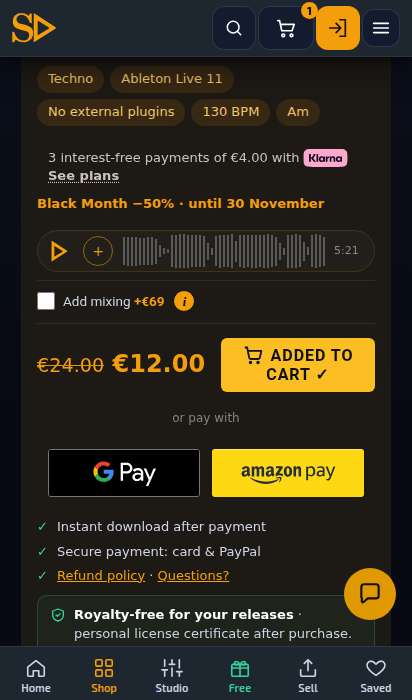 S
1
Techno
Ableton Live 11
No external plugins
130 BPM
Am
3 interest-free payments of €4.00 with Klarna
See plans
Black Month −50% · until 30 November
+
5:21
Add mixing +€69 i
€24.00 €12.00
ADDED TO
CART ✓
or pay with
G Pay
amazon pay
✓ Instant download after payment
✓ Secure payment: card & PayPal
✓ Refund policy · Questions?
Royalty-free for your releases ·
personal license certificate after purchase.
Home
Shop
Studio
Free
Sell
Saved